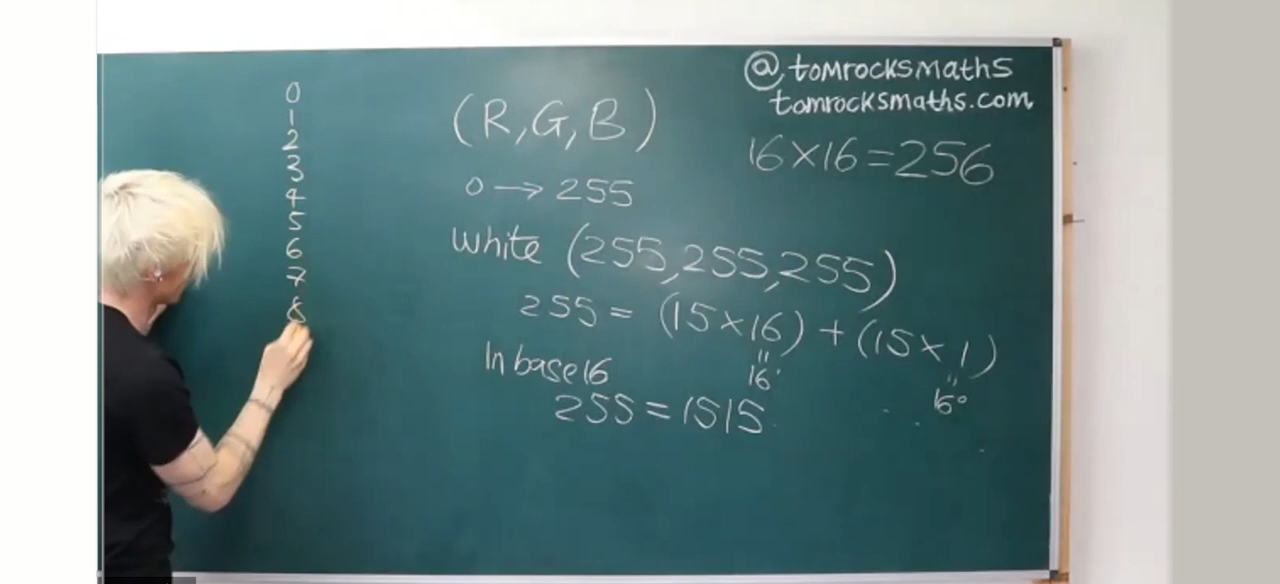 0
1
2
3
4
5
6
7
8
(R,G,B)
0 → 255
White (255,255,255)
255 = (15×16) + (15×1)
"
16¹
"
16⁰
In base 16
255 = 1515
@tomrocksmaths
tomrocksmaths.com
16×16=256